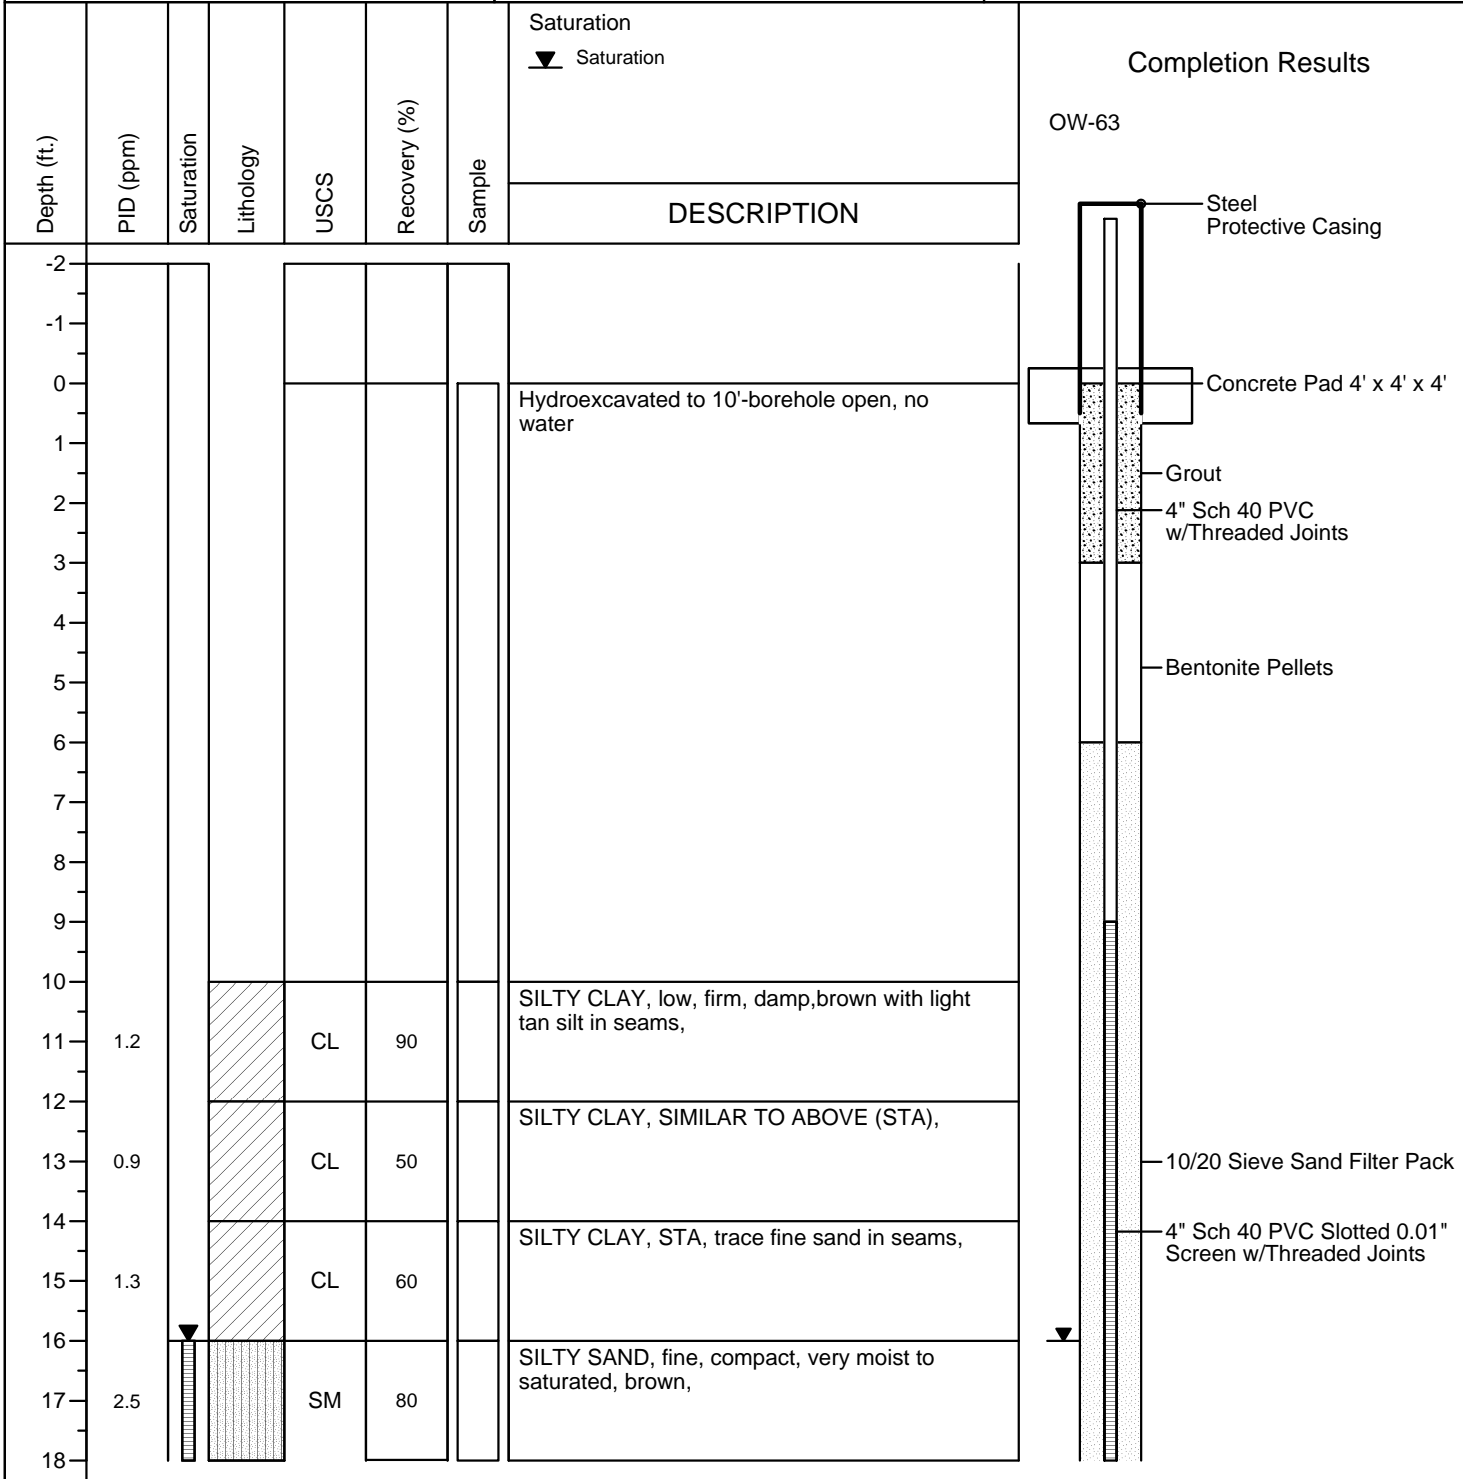 Saturation
Saturation
Completion Results
OW-63
Depth (ft.)
PID (ppm)
Saturation
Lithology
USCS
Recovery (%)
Sample
DESCRIPTION
Steel
Protective Casing
-2
-1
0
Hydroexcavated to 10'-borehole open, no
water
Concrete Pad 4' x 4' x 4'
1
Grout
2
4" Sch 40 PVC
w/Threaded Joints
3
4
5
Bentonite Pellets
6
7
8
9
10
SILTY CLAY, low, firm, damp,brown with light
tan silt in seams,
11
1.2
CL
90
12
SILTY CLAY, SIMILAR TO ABOVE (STA),
13
0.9
CL
50
10/20 Sieve Sand Filter Pack
14
SILTY CLAY, STA, trace fine sand in seams,
4" Sch 40 PVC Slotted 0.01"
Screen w/Threaded Joints
15
1.3
CL
60
16
SILTY SAND, fine, compact, very moist to
saturated, brown,
17
2.5
SM
80
18